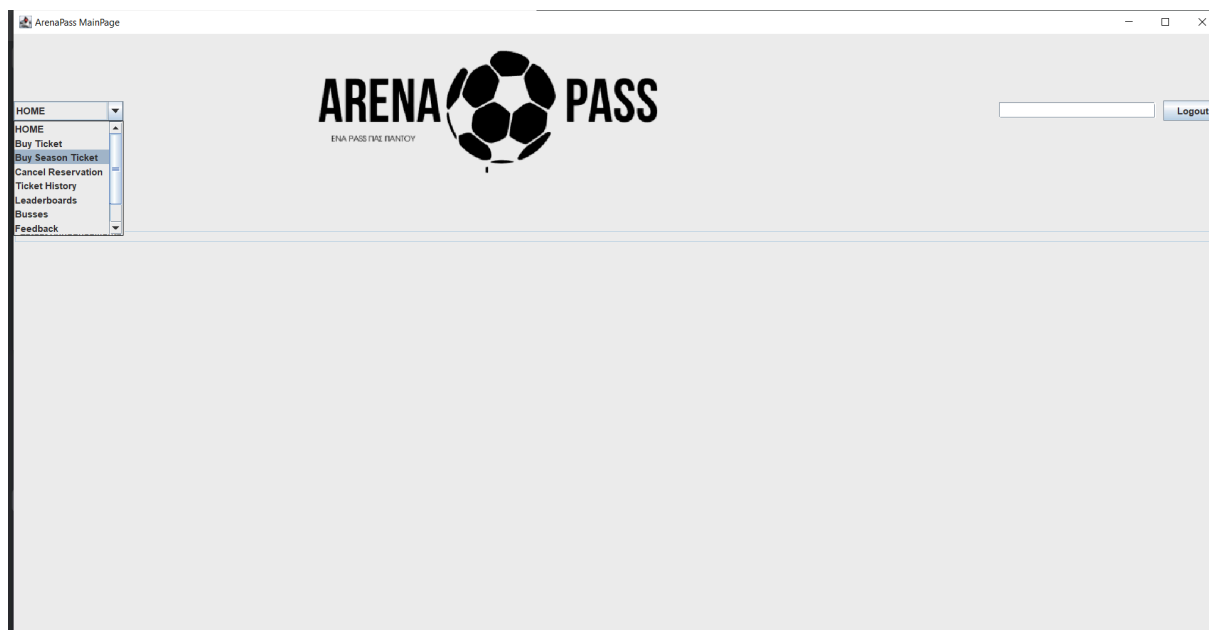 ArenaPass MainPage
ARENA PASS
ΕΝΑ PASS ΠΑΣ ΠΑΝΤΟΥ
HOME
Logout
HOME
Buy Ticket
Buy Season Ticket
Cancel Reservation
Ticket History
Leaderboards
Busses
Feedback